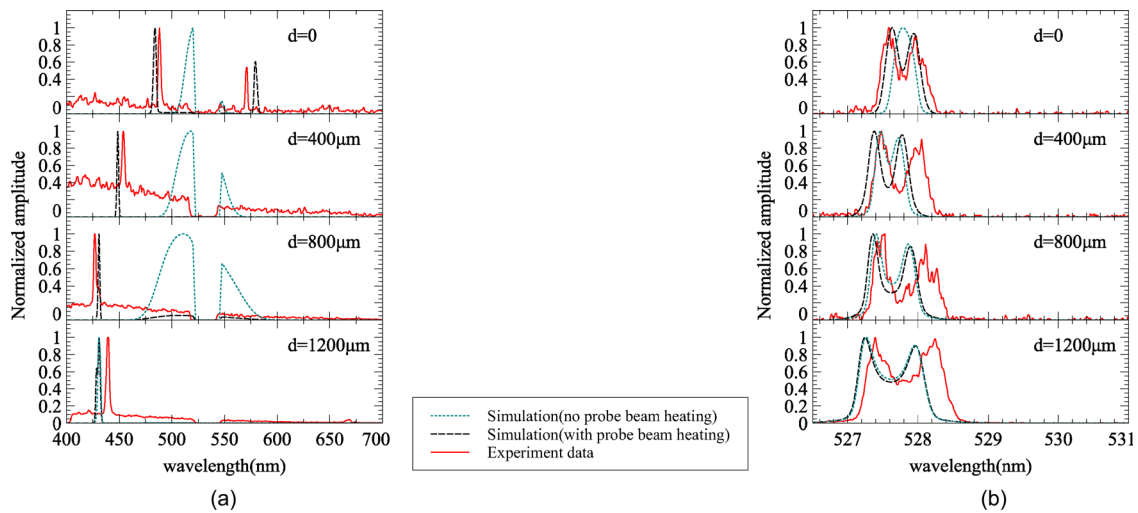 Normalized amplitude
1
0.8
0.6
0.4
0
d=0
1
0.8
0.6
0.4
0
d=400μm
1
0.8
0.6
0.4
0
d=800μm
1
0.8
0.6
0.4
0.2
0
d=1200μm
400 450 500 550 600 650 700
wavelength(nm)
(a)
Simulation(no probe beam heating)
Simulation(with probe beam heating)
Experiment data
Normalized amplitude
1
0.8
0.6
0.4
0
d=0
1
0.8
0.6
0.4
0
d=400μm
1
0.8
0.6
0.4
0
d=800μm
1
0.8
0.6
0.4
0.2
0
d=1200μm
527 528 529 530 531
wavelength(nm)
(b)